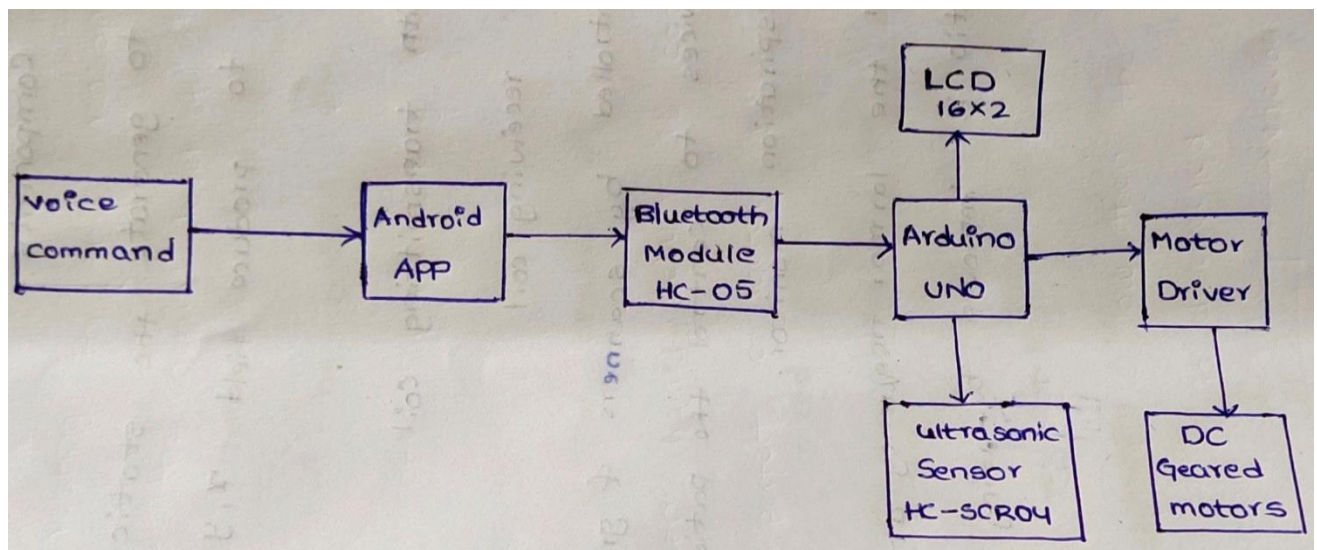 LCD
16x2
voice
command
Android
APP
Bluetooth
Module
HC-05
Arduino
UNO
Motor
Driver
ultrasonic
Sensor
HC-SCR04
DC
Geared
motors